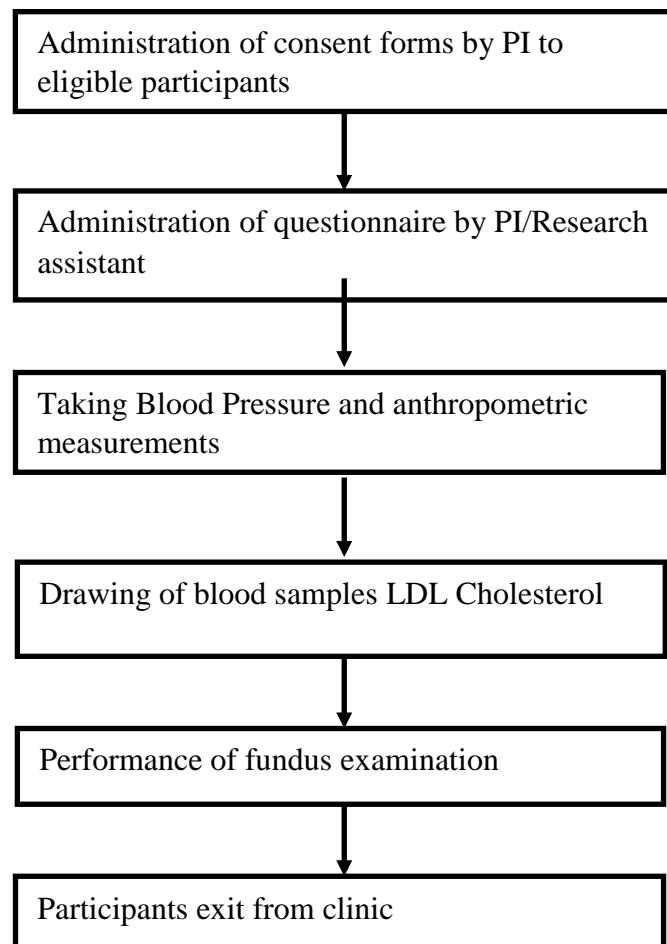 Administration of consent forms by PI to
eligible participants
Administration of questionnaire by PI/Research
assistant
Taking Blood Pressure and anthropometric
measurements
Drawing of blood samples LDL Cholesterol
Performance of fundus examination
Participants exit from clinic